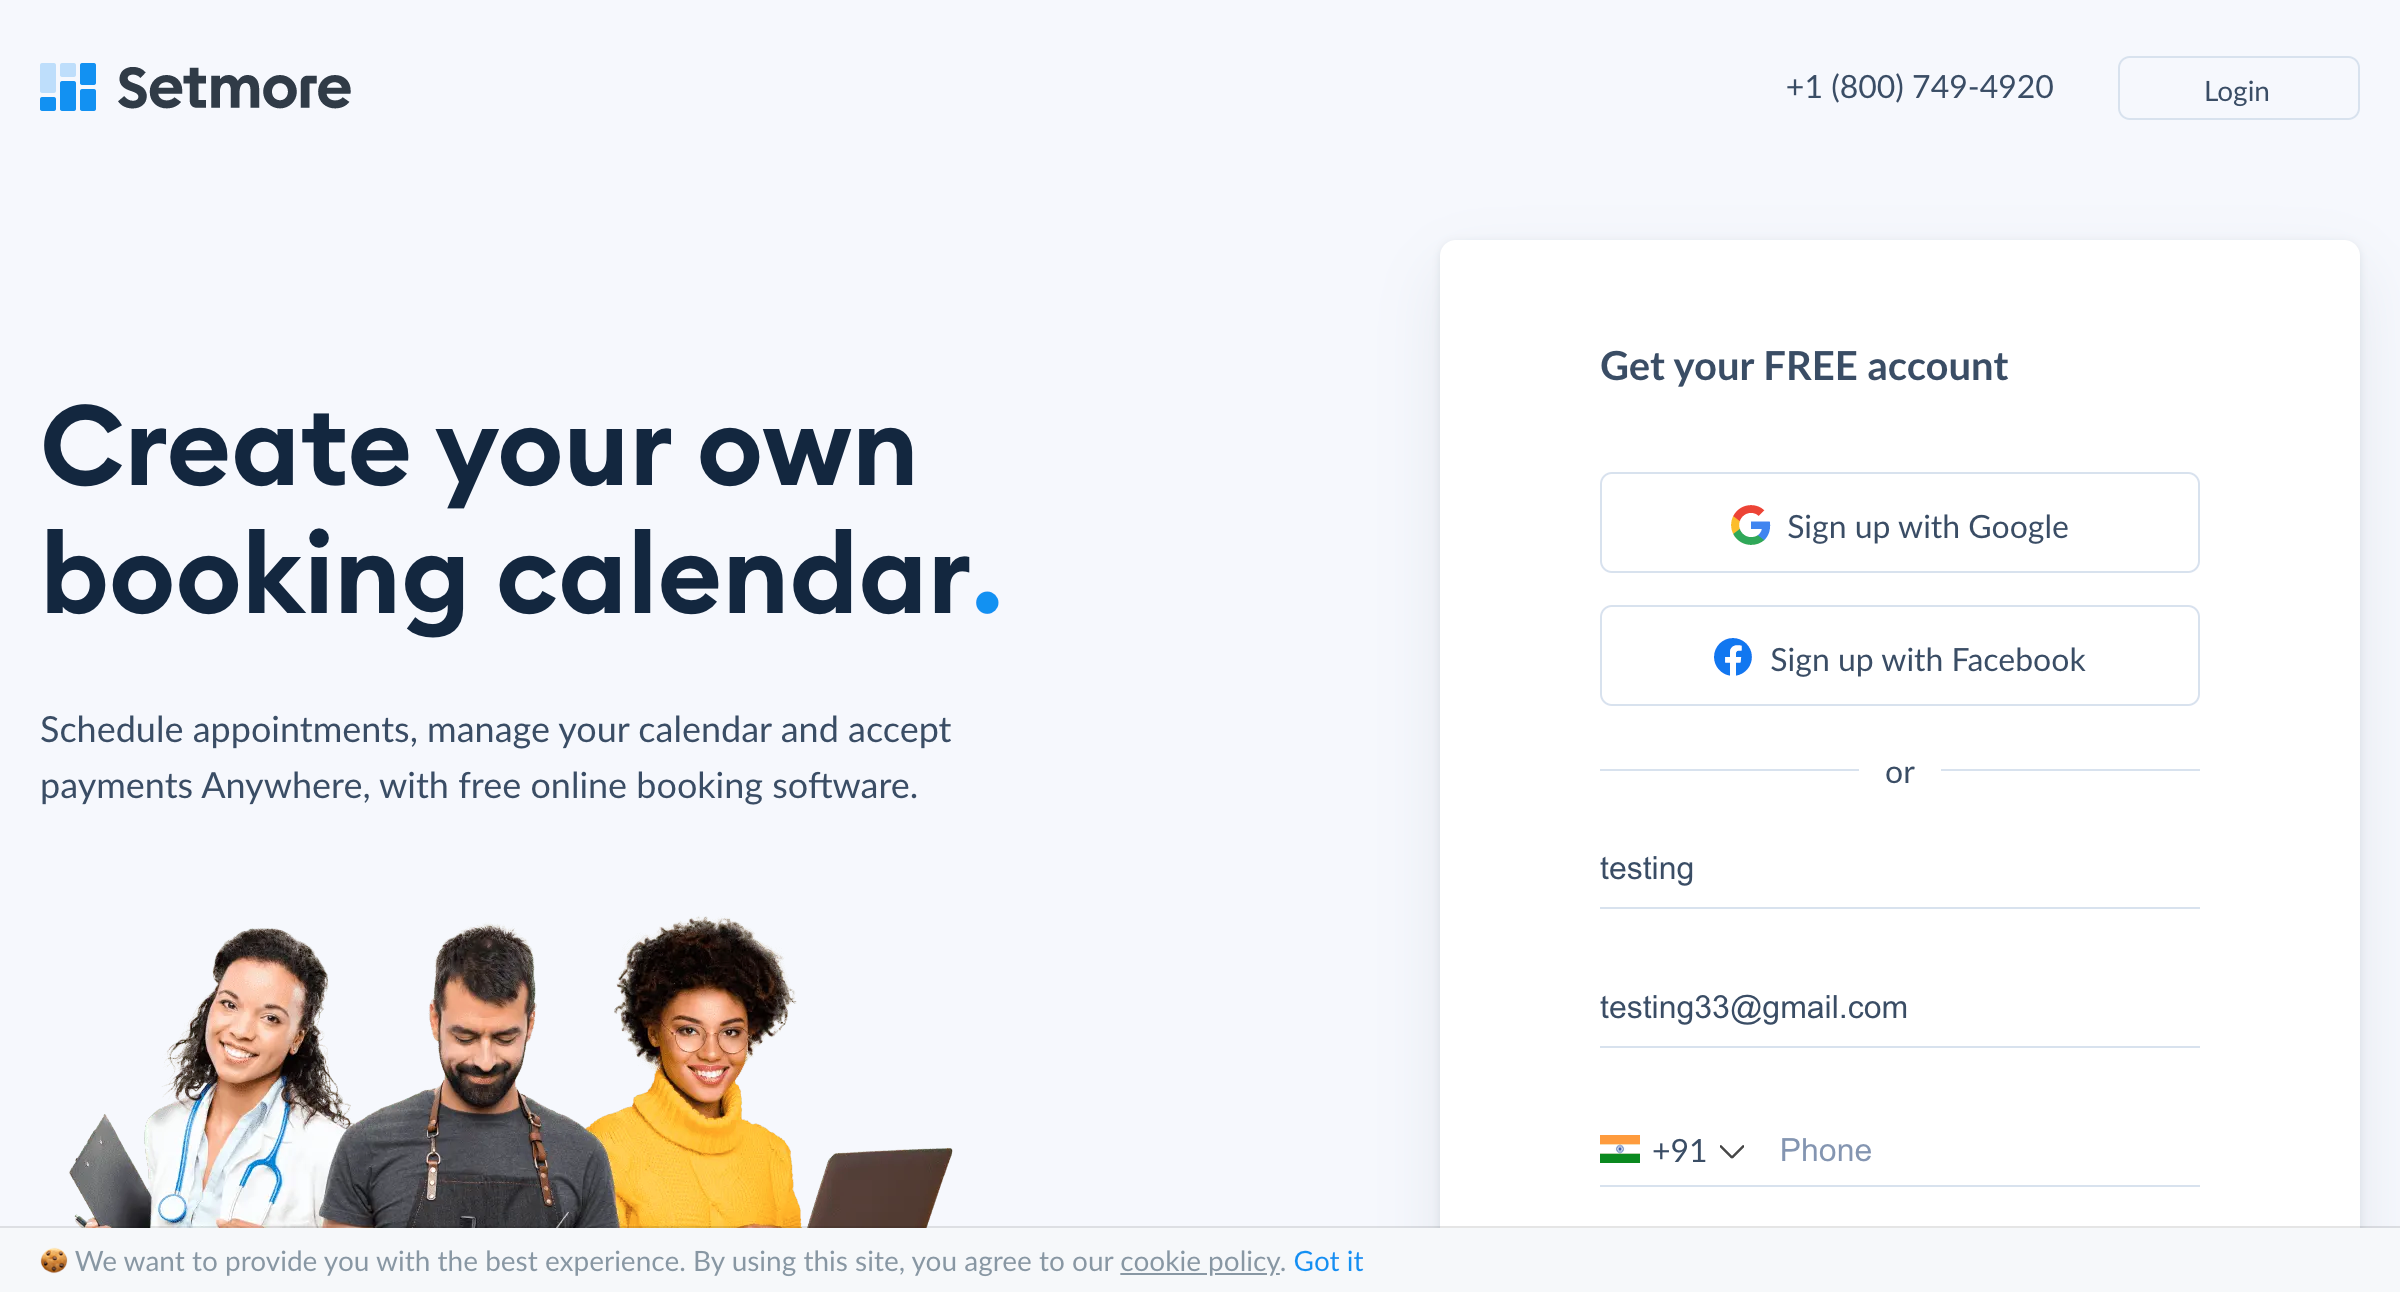 Setmore
+1 (800) 749-4920
Login
Create your own
booking calendar.
Schedule appointments, manage your calendar and accept
payments Anywhere, with free online booking software.
Get your FREE account
Sign up with Google
Sign up with Facebook
or
testing
testing33@gmail.com
+91 Phone
We want to provide you with the best experience. By using this site, you agree to our cookie policy. Got it